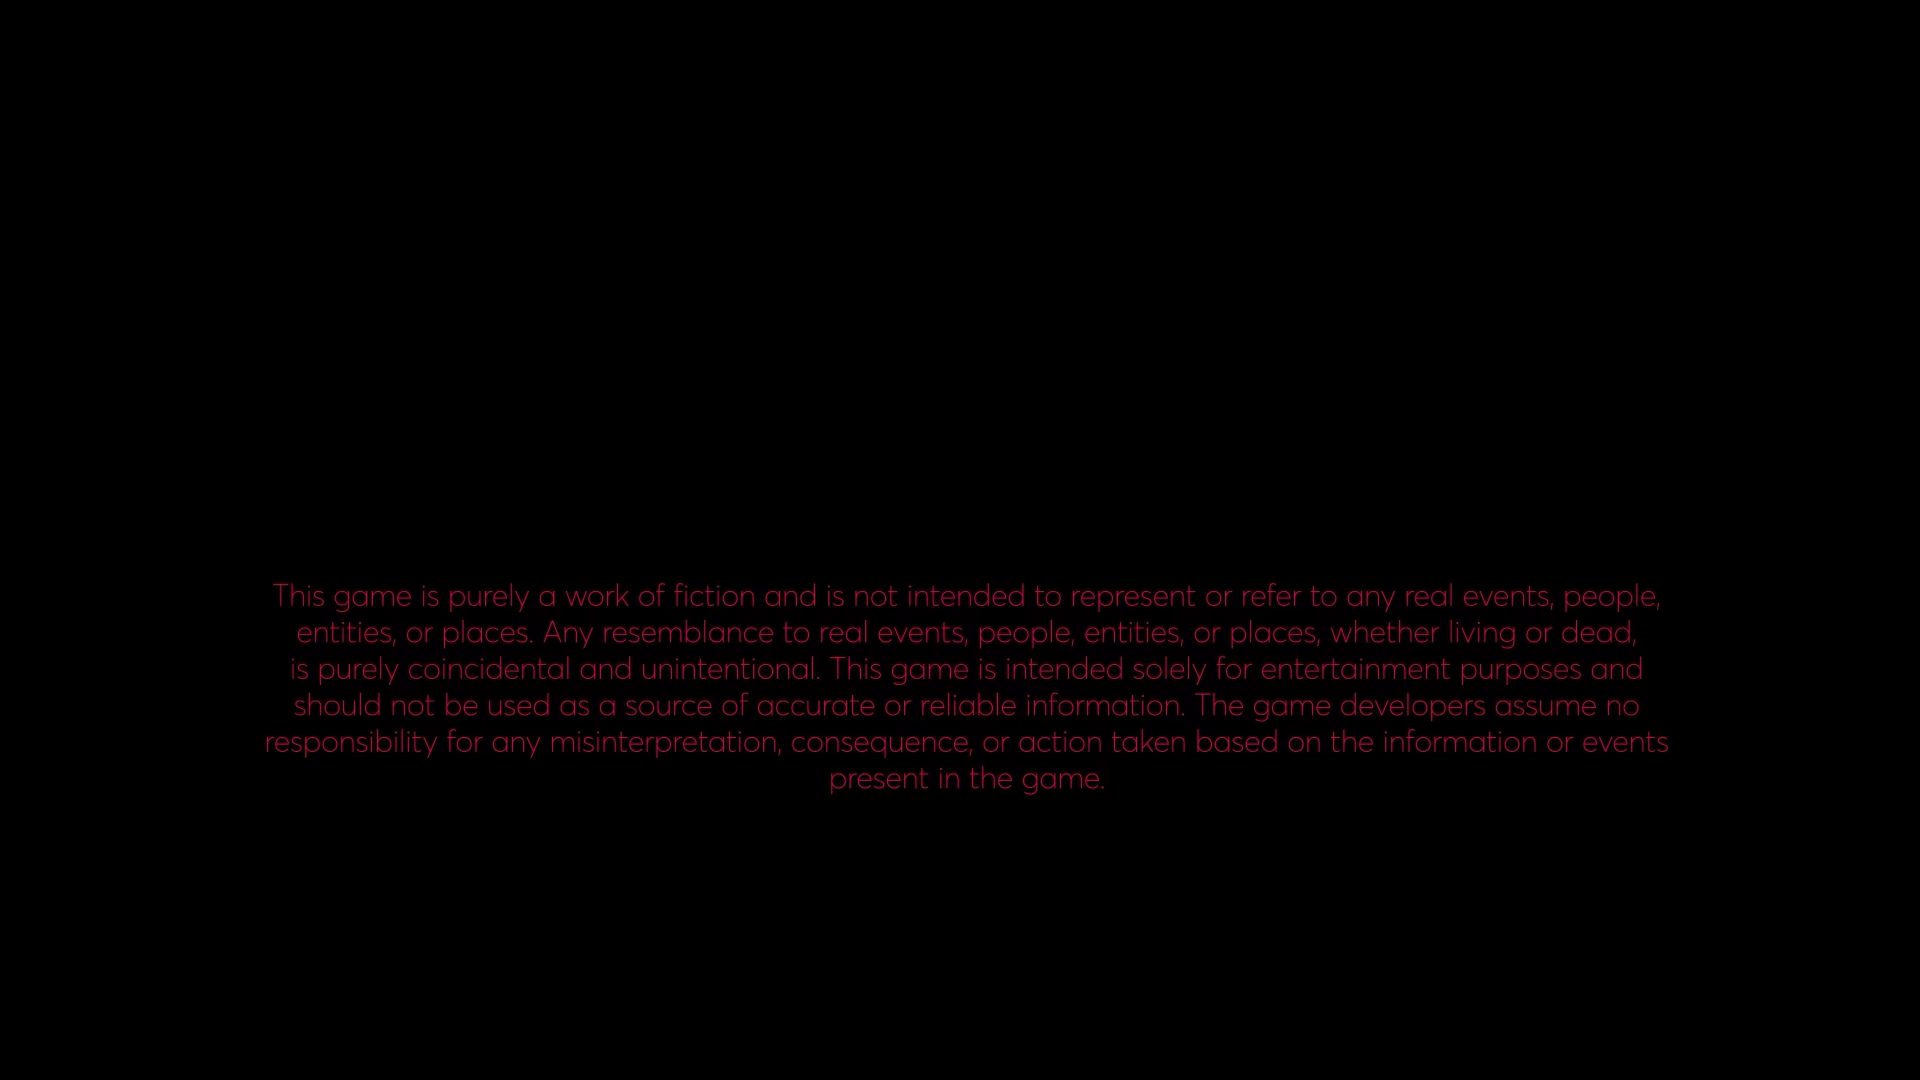 This game is purely a work of fiction and is not intended to represent or refer to any real events, people,
entities, or places. Any resemblance to real events, people, entities, or places, whether living or dead,
is purely coincidental and unintentional. This game is intended solely for entertainment purposes and
should not be used as a source of accurate or reliable information. The game developers assume no
responsibility for any misinterpretation, consequence, or action taken based on the information or events
present in the game.